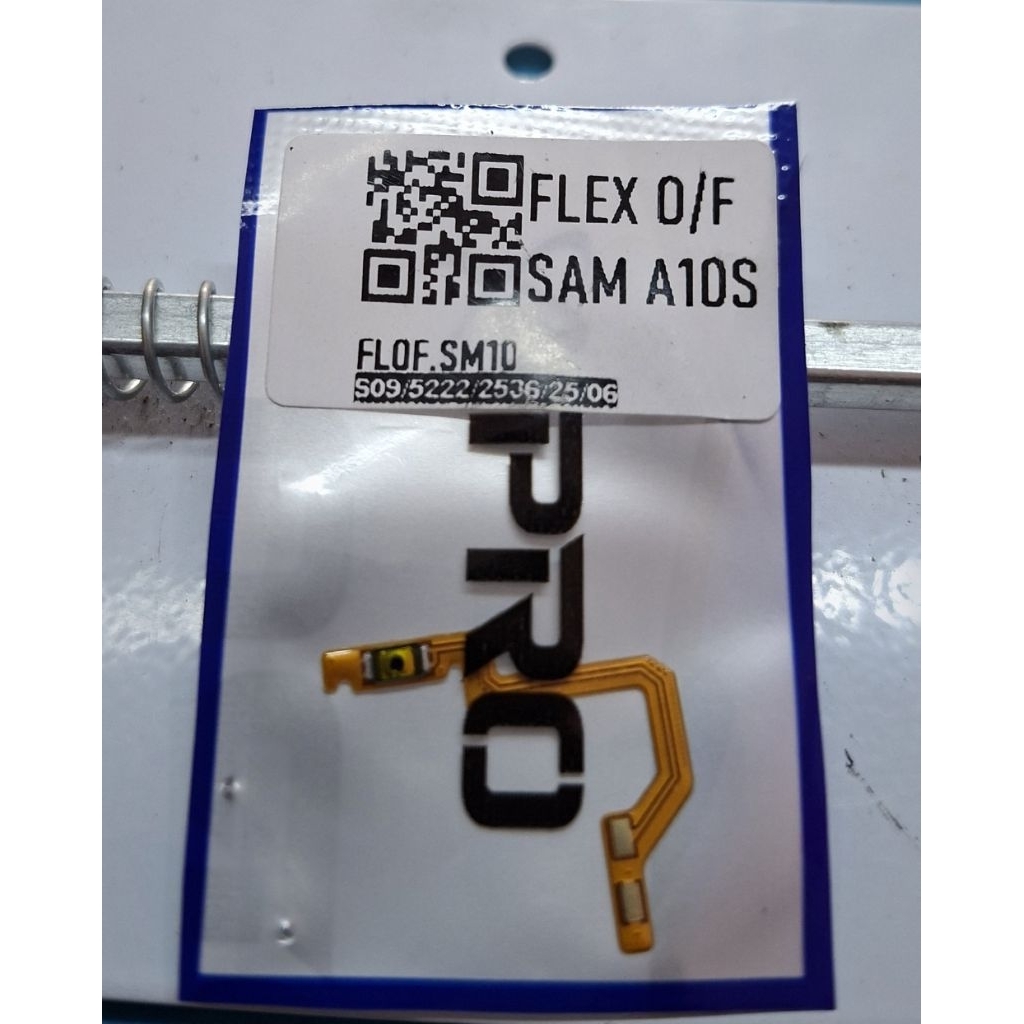 FLEX O/F
SAM A10S
FLOF.SM10
S09/5222/2536/25/06
PRO